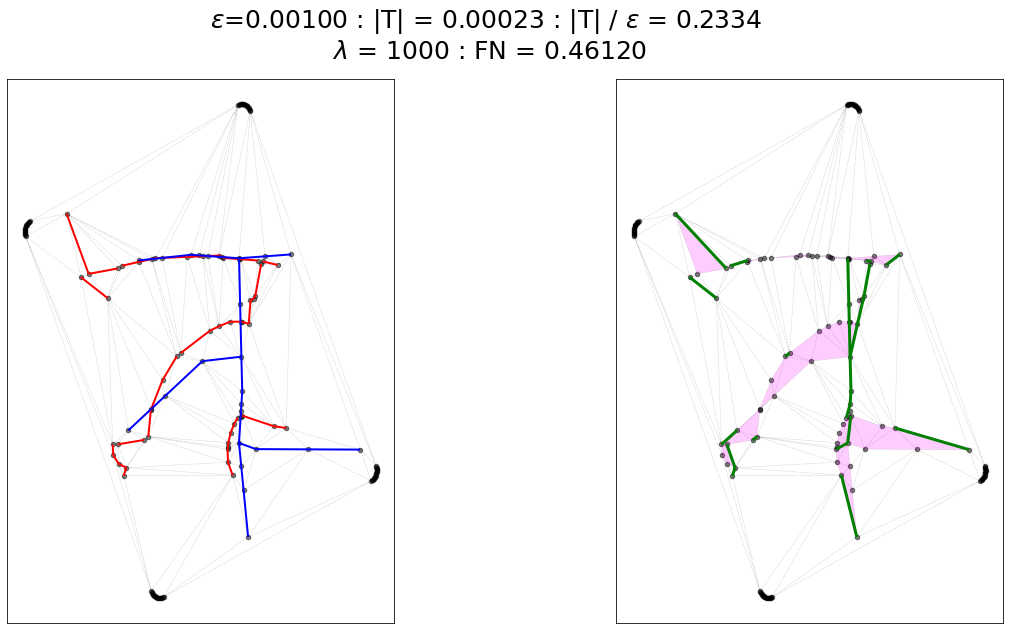 ε=0.00100 : |T| = 0.00023 : |T| / ε = 0.2334
λ = 1000 : FN = 0.46120